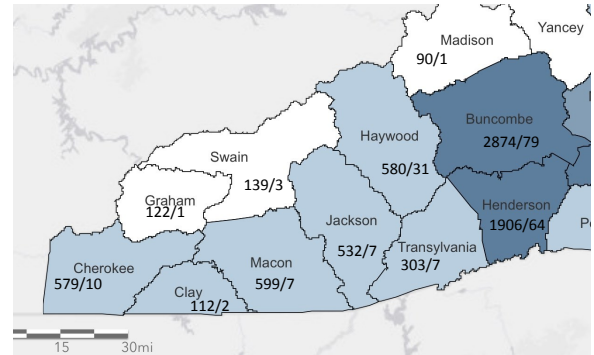 Madison
90/1
Yancey
Buncombe
2874/79
Haywood
580/31
Swain
139/3
Graham
122/1
Henderson
1906/64
Jackson
532/7
Transylvania
303/7
Cherokee
579/10
Macon
599/7
Clay
112/2
Po
15
30mi